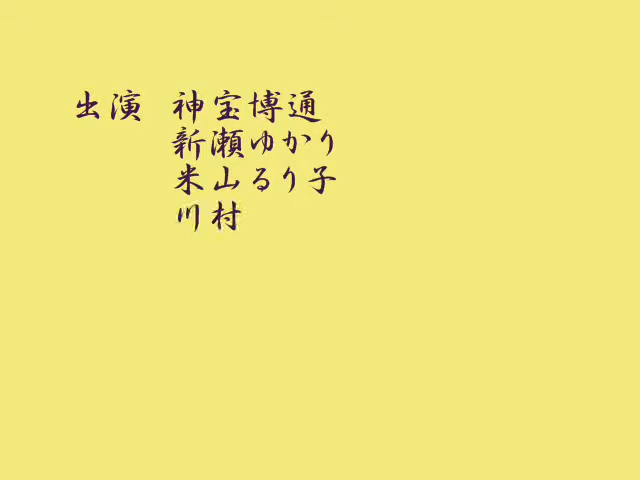 出演 神宝博通
新瀬ゆかり
米山るり子
川村